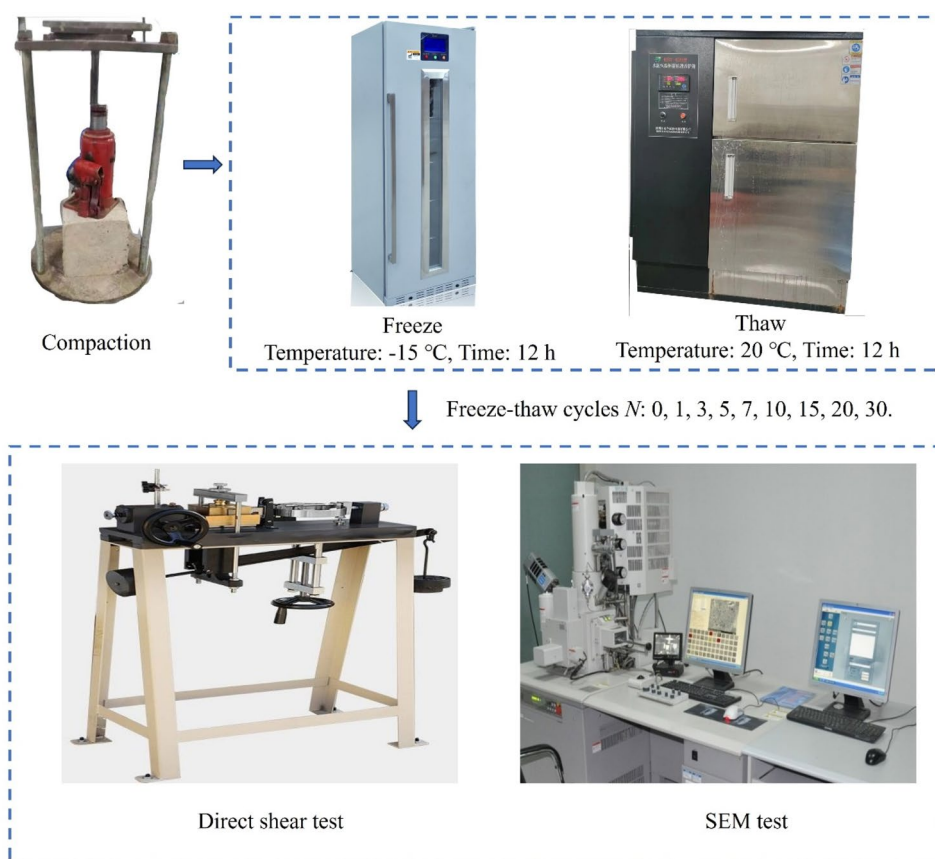 Compaction
Freeze
Temperature: -15 ℃, Time: 12 h
Thaw
Temperature: 20 ℃, Time: 12 h
Freeze-thaw cycles N: 0, 1, 3, 5, 7, 10, 15, 20, 30.
Direct shear test
SEM test